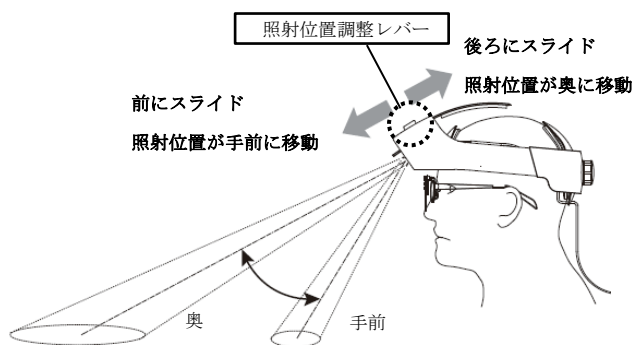 照射位置調整レバー
後ろにスライド
照射位置が奥に移動
前にスライド
照射位置が手前に移動
奥
手前